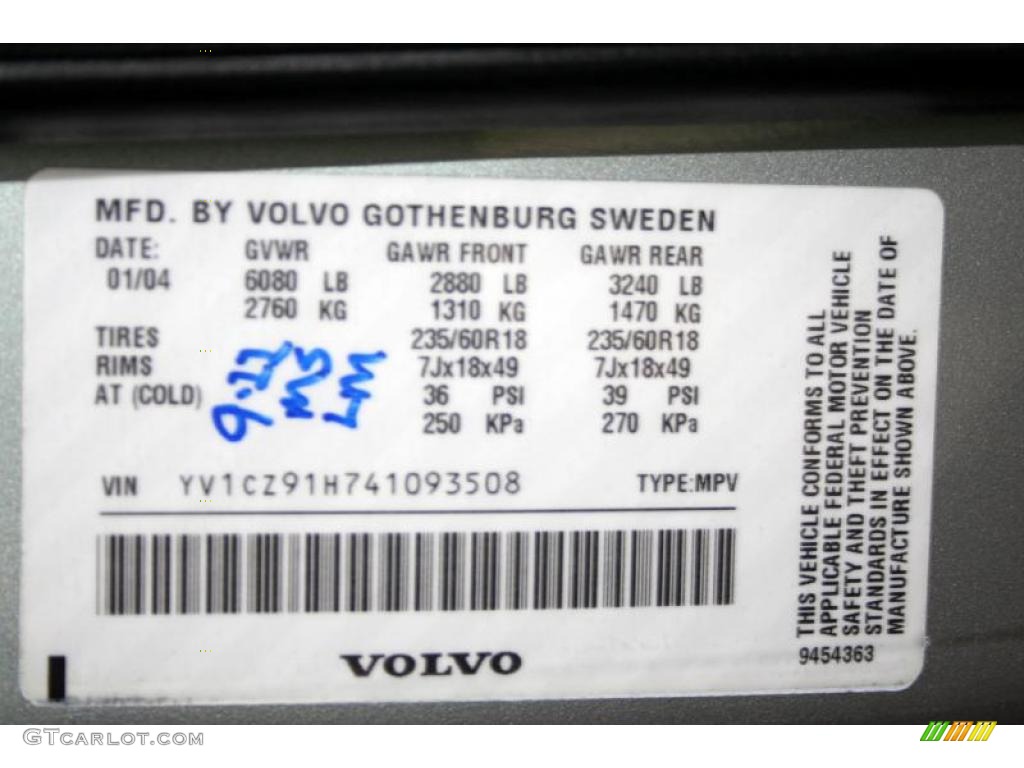 MFD. BY VOLVO GOTHENBURG SWEDEN
DATE: GVWR GAWR FRONT GAWR REAR
01/04 6080 LB 2880 LB 3240 LB
2760 KG 1310 KG 1470 KG
TIRES 235/60R18 235/60R18
RIMS 7Jx18x49 7Jx18x49
AT (COLD) 36 PSI 39 PSI
250 KPa 270 KPa
VIN YV1CZ91H741093508 TYPE:MPV
VOLVO
THIS VEHICLE CONFORMS TO ALL
APPLICABLE FEDERAL MOTOR VEHICLE
SAFETY AND THEFT PREVENTION
STANDARDS IN EFFECT ON THE DATE OF
MANUFACTURE SHOWN ABOVE.
9454363
GTCARLOT.COM